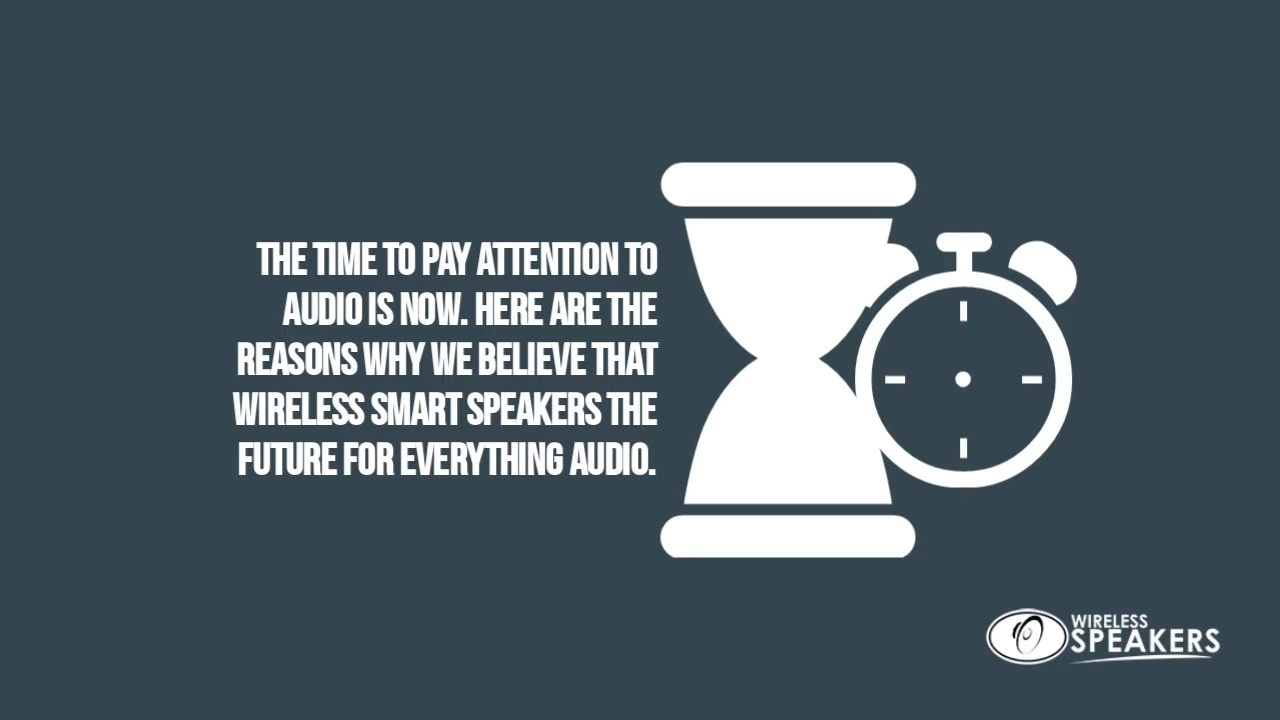 THE TIME TO PAY ATTENTION TO
AUDIO IS NOW. HERE ARE THE
REASONS WHY WE BELIEVE THAT
WIRELESS SMART SPEAKERS THE
FUTURE FOR EVERYTHING AUDIO.
WIRELESS
SPEAKERS